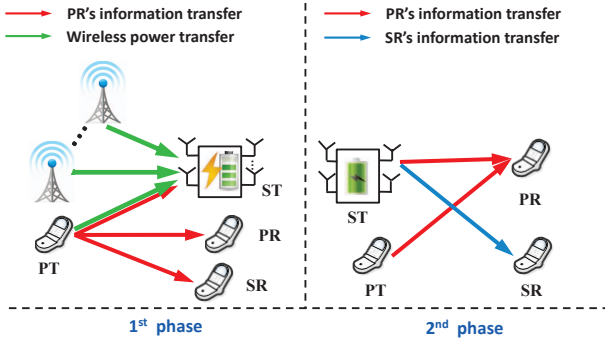 PR's information transfer
Wireless power transfer
ST
PR
PT
SR
1st phase
PR's information transfer
SR's information transfer
PR
ST
PT
SR
2nd phase